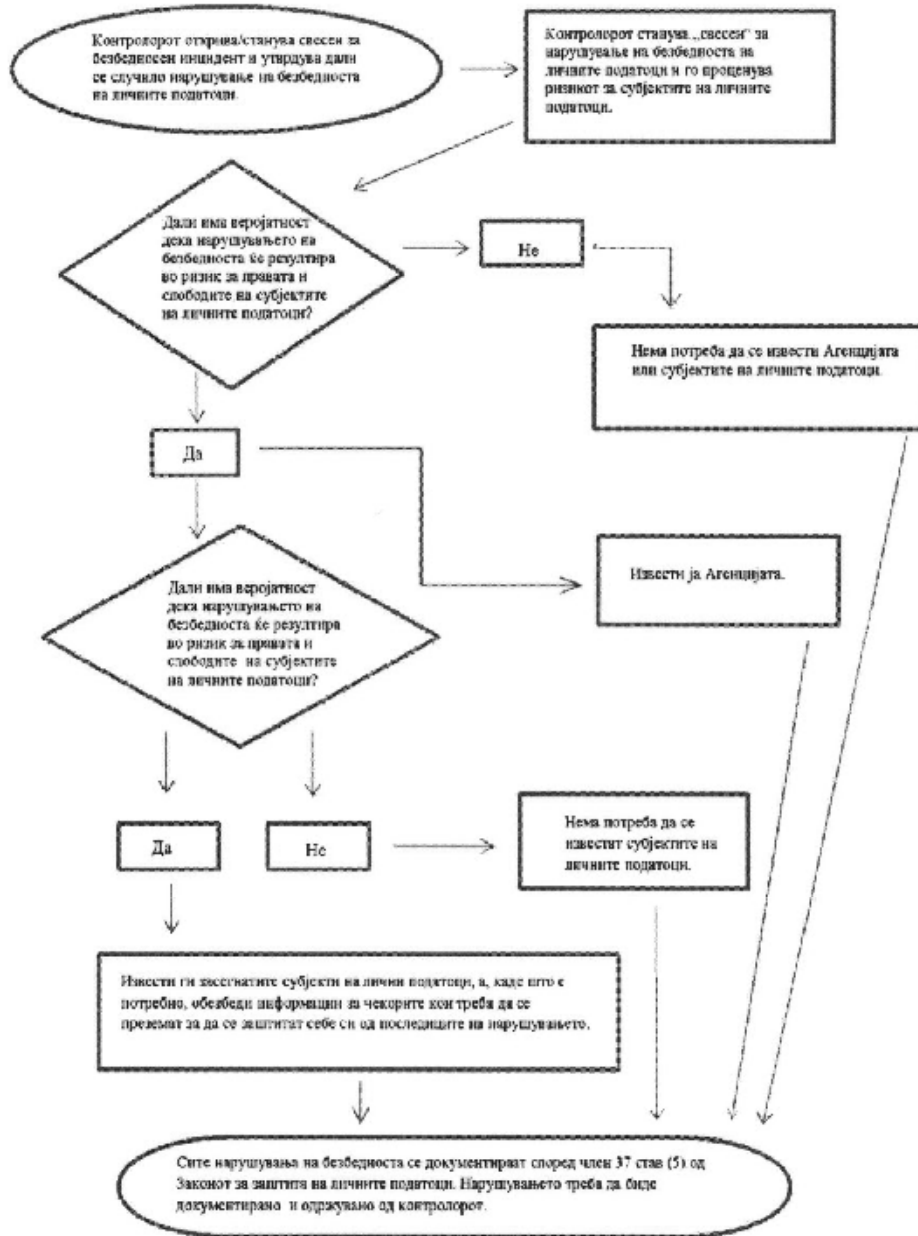 Контролорот открива/станува свесен за
безбедносен инцидент и утврдува дали
се случило нарушување на безбедноста
на личните податоци.
Контролорот станува „свесен“ за
нарушување на безбедноста на
личните податоци и го проценува
ризикот за субјектите на личните
податоци.
Дали има веројатност
дека нарушувањето на
безбедноста ќе резултира
во ризик за правата и
слободите на субјектите
на личните податоци?
Не
Нема потреба да се извести Агенцијата
или субјектите на личните податоци.
Да
Извести ја Агенцијата.
Дали има веројатност
дека нарушувањето на
безбедноста ќе резултира
во ризик за правата и
слободите на субјектите
на личните податоци?
Да
Не
Нема потреба да се
известат субјектите на
личните податоци.
Извести ги засегнатите субјекти на лични податоци, а, каде што е
потребно, обезбеди информации за чекорите кои треба да се
преземат за да се заштитат себе си од последиците на нарушувањето.
Сите нарушувања на безбедноста се документираат според член 37 став (5) од
Законот за заштита на личните податоци. Нарушувањето треба да биде
документирано и одржувано од контролорот.